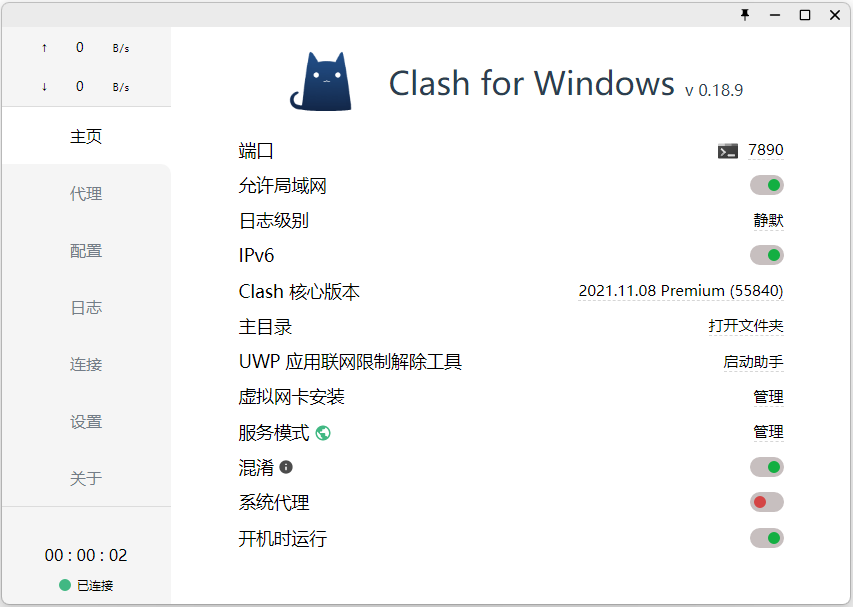 ↑ 0 B/s
↓ 0 B/s
主页
代理
配置
日志
连接
设置
关于
00 : 00 : 02
已连接
Clash for Windows v 0.18.9
端口 7890
允许局域网
日志级别 静默
IPv6
Clash 核心版本 2021.11.08 Premium (55840)
主目录 打开文件夹
UWP 应用联网限制解除工具 启动助手
虚拟网卡安装 管理
服务模式 管理
混淆
系统代理
开机时运行